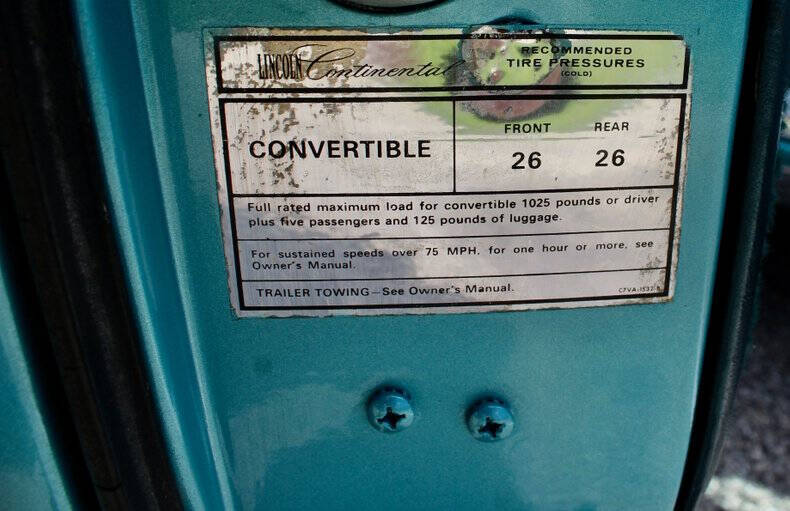 LINCOLN Continental
RECOMMENDED
TIRE PRESSURES
(COLD)
CONVERTIBLE
FRONT REAR
26 26
Full rated maximum load for convertible 1025 pounds or driver
plus five passengers and 125 pounds of luggage.
For sustained speeds over 75 MPH, for one hour or more, see
Owner's Manual.
TRAILER TOWING—See Owner's Manual.